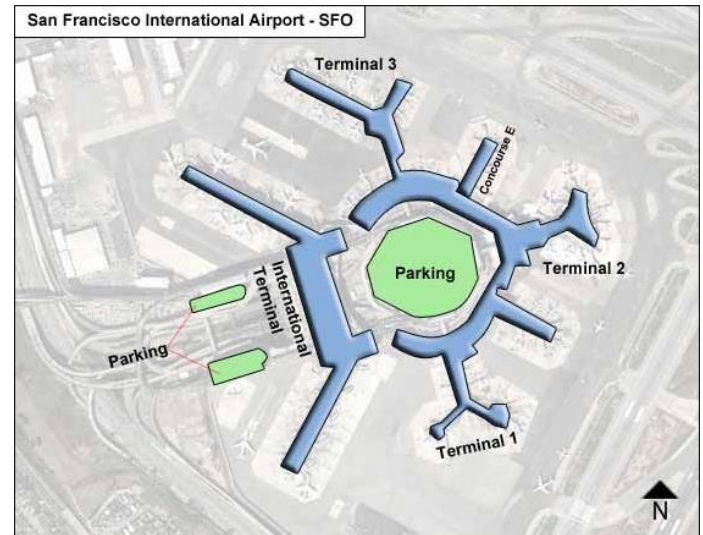 San Francisco International Airport - SFO
Terminal 3
Concourse E
Terminal 2
Parking
International
Terminal
Parking
Terminal 1
N